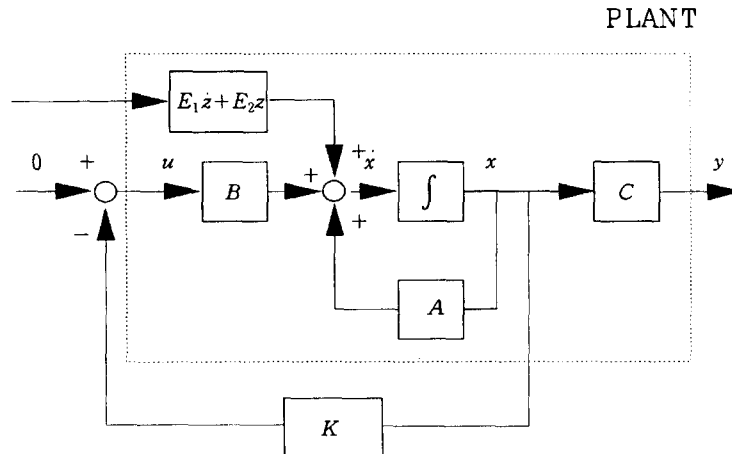 PLANT
E₁ż + E₂z
0 + u B + + ẋ ∫ x C y
− +
A
K